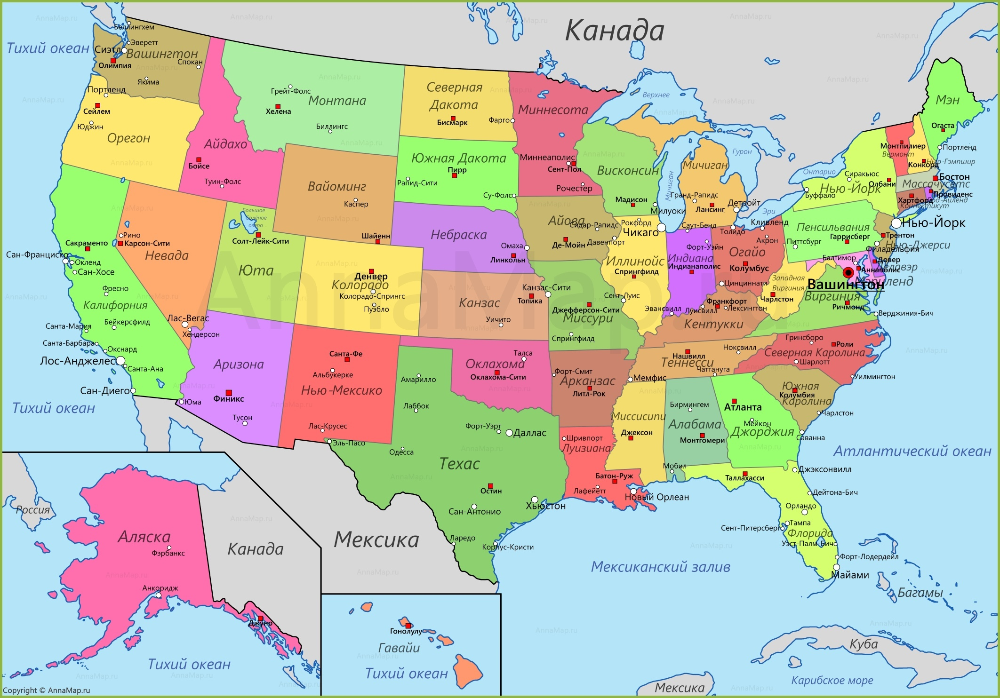 Канада
Тихий океан
Беллингхем
Эверетт
Сиэтл
Вашингтон
Олимпия
Спокан
Якима
Портленд
Сейлем
Юджин
Орегон
Айдахо
Бойсе
Туин-Фолс
Грейт-Фолс
Монтана
Хелена
Биллингс
Северная
Дакота
Бисмарк
Фарго
Миннесота
Миннеаполис
Сент-Пол
Рочестер
Южная Дакота
Пирр
Рапид-Сити
Су-Фолс
Вайоминг
Каспер
Шайенн
Верхнее
Висконсин
Мадисон
Милуоки
Мичиган
Мичиган
Гранд-Рапидс
Лансинг
Детройт
Гурон
Онтарио
Эри
Мэн
Огаста
Портленд
Монтпилиер
Вермонт
Конкорд
Нью-Гэмпшир
Бостон
Массачусетс
Провиденс
Хартфорд
Коннектикут
Сиракьюс
Олбани
Нью-Йорк
Буффало
Нью-Йорк
Пенсильвания
Гаррисберг
Питтсбург
Трентон
Нью-Джерси
Филадельфия
Балтимор
Довер
Делавэр
Аннаполис
Мэриленд
Вашингтон
Западная
Виргиния
Чарлстон
Виргиния
Ричмонд
Верджиния-Бич
Кливленд
Толидо
Акрон
Огайо
Колумбус
Цинциннати
Саут-Бенд
Форт-Уэйн
Индиана
Индианаполис
Эвансвилл
Рокфорд
Чикаго
Иллинойс
Спрингфилд
Айова
Сидар-Рапидс
Де-Мойн
Давенпорт
Небраска
Омаха
Линкольн
Большое
Солёное
озеро
Солт-Лейк-Сити
Юта
Рино
Карсон-Сити
Невада
Лас-Вегас
Хендерсон
Сакраменто
Сан-Франциско
Окленд
Сан-Хосе
Фресно
Калифорния
Бейкерсфилд
Санта-Мария
Санта-Барбара
Окснард
Лос-Анджелес
Санта-Ана
Сан-Диего
Тихий океан
Денвер
Колорадо
Колорадо-Спрингс
Пуэбло
Канзас
Канзас-Сити
Топика
Уичито
Сент-Луис
Джефферсон-Сити
Миссури
Спрингфилд
Франкфорт
Луисвилл
Лексингтон
Кентукки
Аризона
Финикс
Юма
Тусон
Санта-Фе
Альбукерке
Нью-Мексико
Лас-Крусес
Оклахома
Талса
Оклахома-Сити
Форт-Смит
Арканзас
Литл-Рок
Теннесси
Нашвилл
Ноксвилл
Чаттануга
Мемфис
Гринсборо
Роли
Северная Каролина
Шарлотт
Уилмингтон
Южная
Колумбия
Каролина
Чарлстон
Атланта
Мейкон
Джорджия
Саванна
Бирмингем
Алабама
Монтгомери
Мобил
Миссисипи
Джексон
Шривпорт
Луизиана
Батон-Руж
Лафейетт
Новый Орлеан
Амарилло
Лаббок
Форт-Уэрт
Даллас
Эль-Пасо
Одесса
Техас
Остин
Сан-Антонио
Хьюстон
Ларедо
Корпус-Кристи
Таллахасси
Джэксонвилл
Дейтона-Бич
Орландо
Тампа
Сент-Питерсберг
Флорида
Уэст-Палм-Бич
Форт-Лодердейл
Майами
Атлантический океан
Мексиканский залив
Багамы
Куба
Карибское море
Мексика
Мексика
Россия
Аляска
Фэрбанкс
Анкоридж
Канада
Джуно
Тихий океан
Гонолулу
Гавайи
Тихий океан
AnnaMap.ru
Copyright © AnnaMap.ru